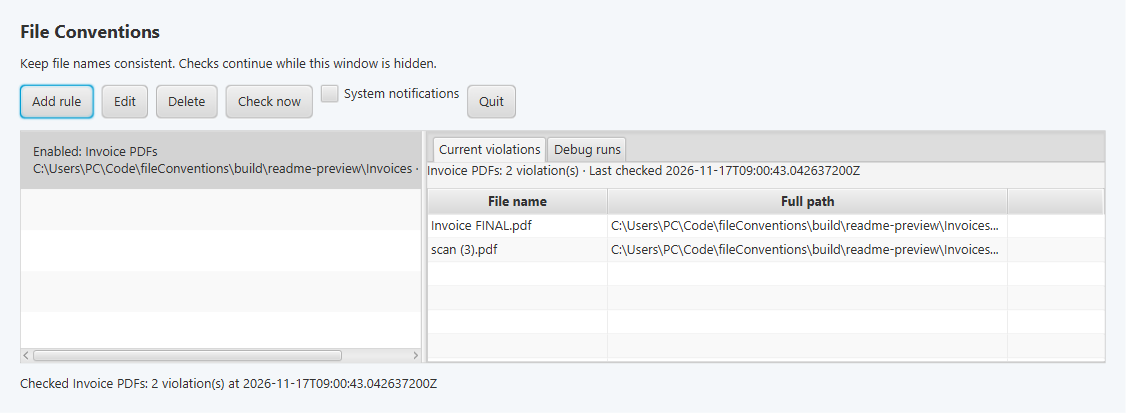 File Conventions
Keep file names consistent. Checks continue while this window is hidden.
Add rule Edit Delete Check now System notifications Quit
Enabled: Invoice PDFs
C:\Users\PC\Code\fileConventions\build\readme-preview\Invoices ·
Current violations Debug runs
Invoice PDFs: 2 violation(s) · Last checked 2026-11-17T09:00:43.042637200Z
File name Full path
Invoice FINAL.pdf C:\Users\PC\Code\fileConventions\build\readme-preview\Invoices...
scan (3).pdf C:\Users\PC\Code\fileConventions\build\readme-preview\Invoices...
Checked Invoice PDFs: 2 violation(s) at 2026-11-17T09:00:43.042637200Z